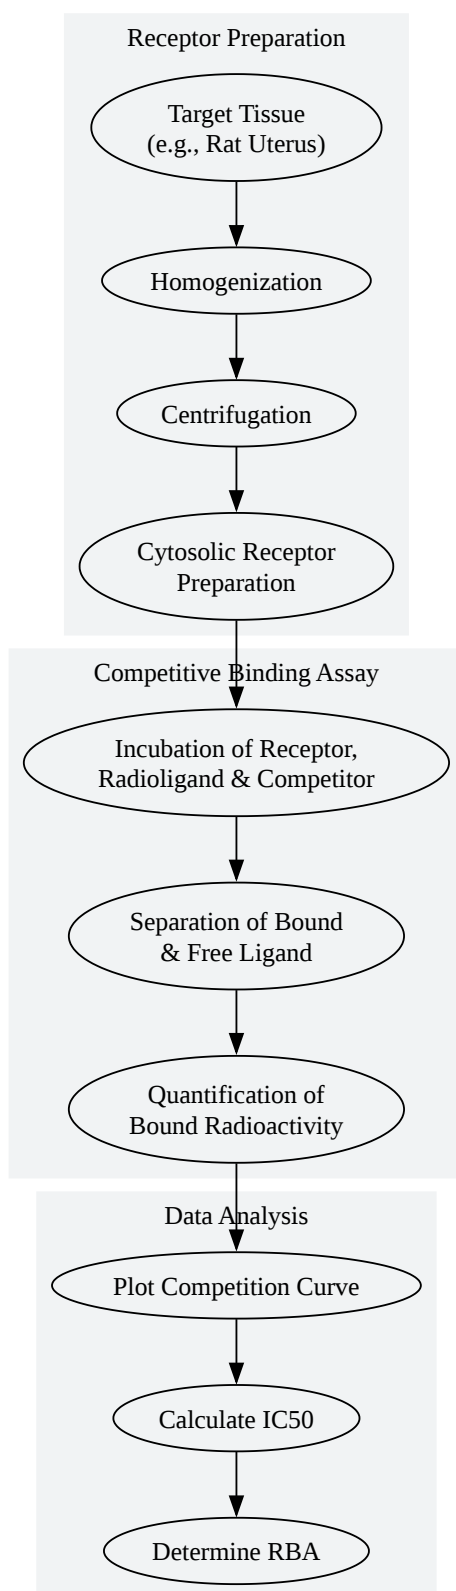 Receptor Preparation
Target Tissue
(e.g., Rat Uterus)
Homogenization
Centrifugation
Cytosolic Receptor
Preparation
Competitive Binding Assay
Incubation of Receptor,
Radioligand & Competitor
Separation of Bound
& Free Ligand
Quantification of
Bound Radioactivity
Data Analysis
Plot Competition Curve
Calculate IC50
Determine RBA